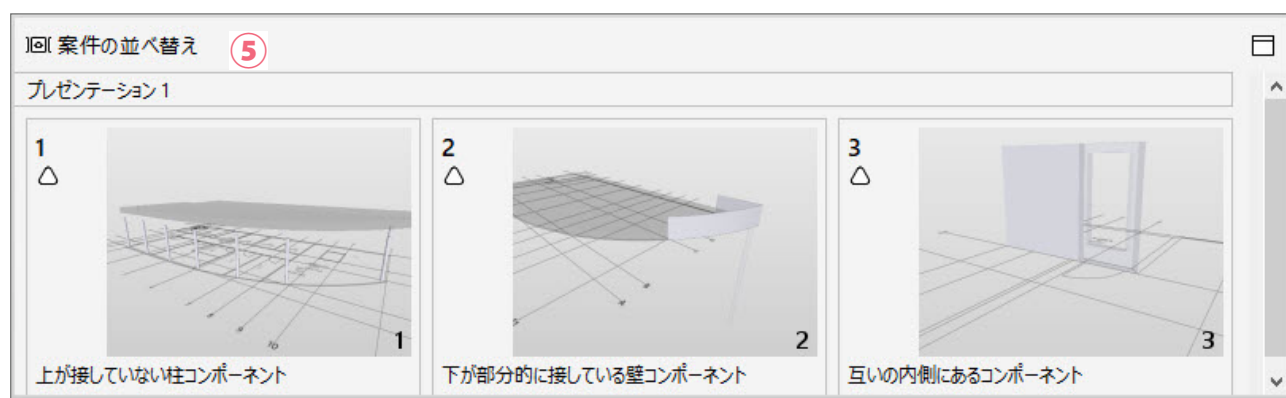 案件の並べ替え ⑤
プレゼンテーション 1
1
2
3
1
2
3
上が接していない柱コンポーネント
下が部分的に接している壁コンポーネント
互いの内側にあるコンポーネント